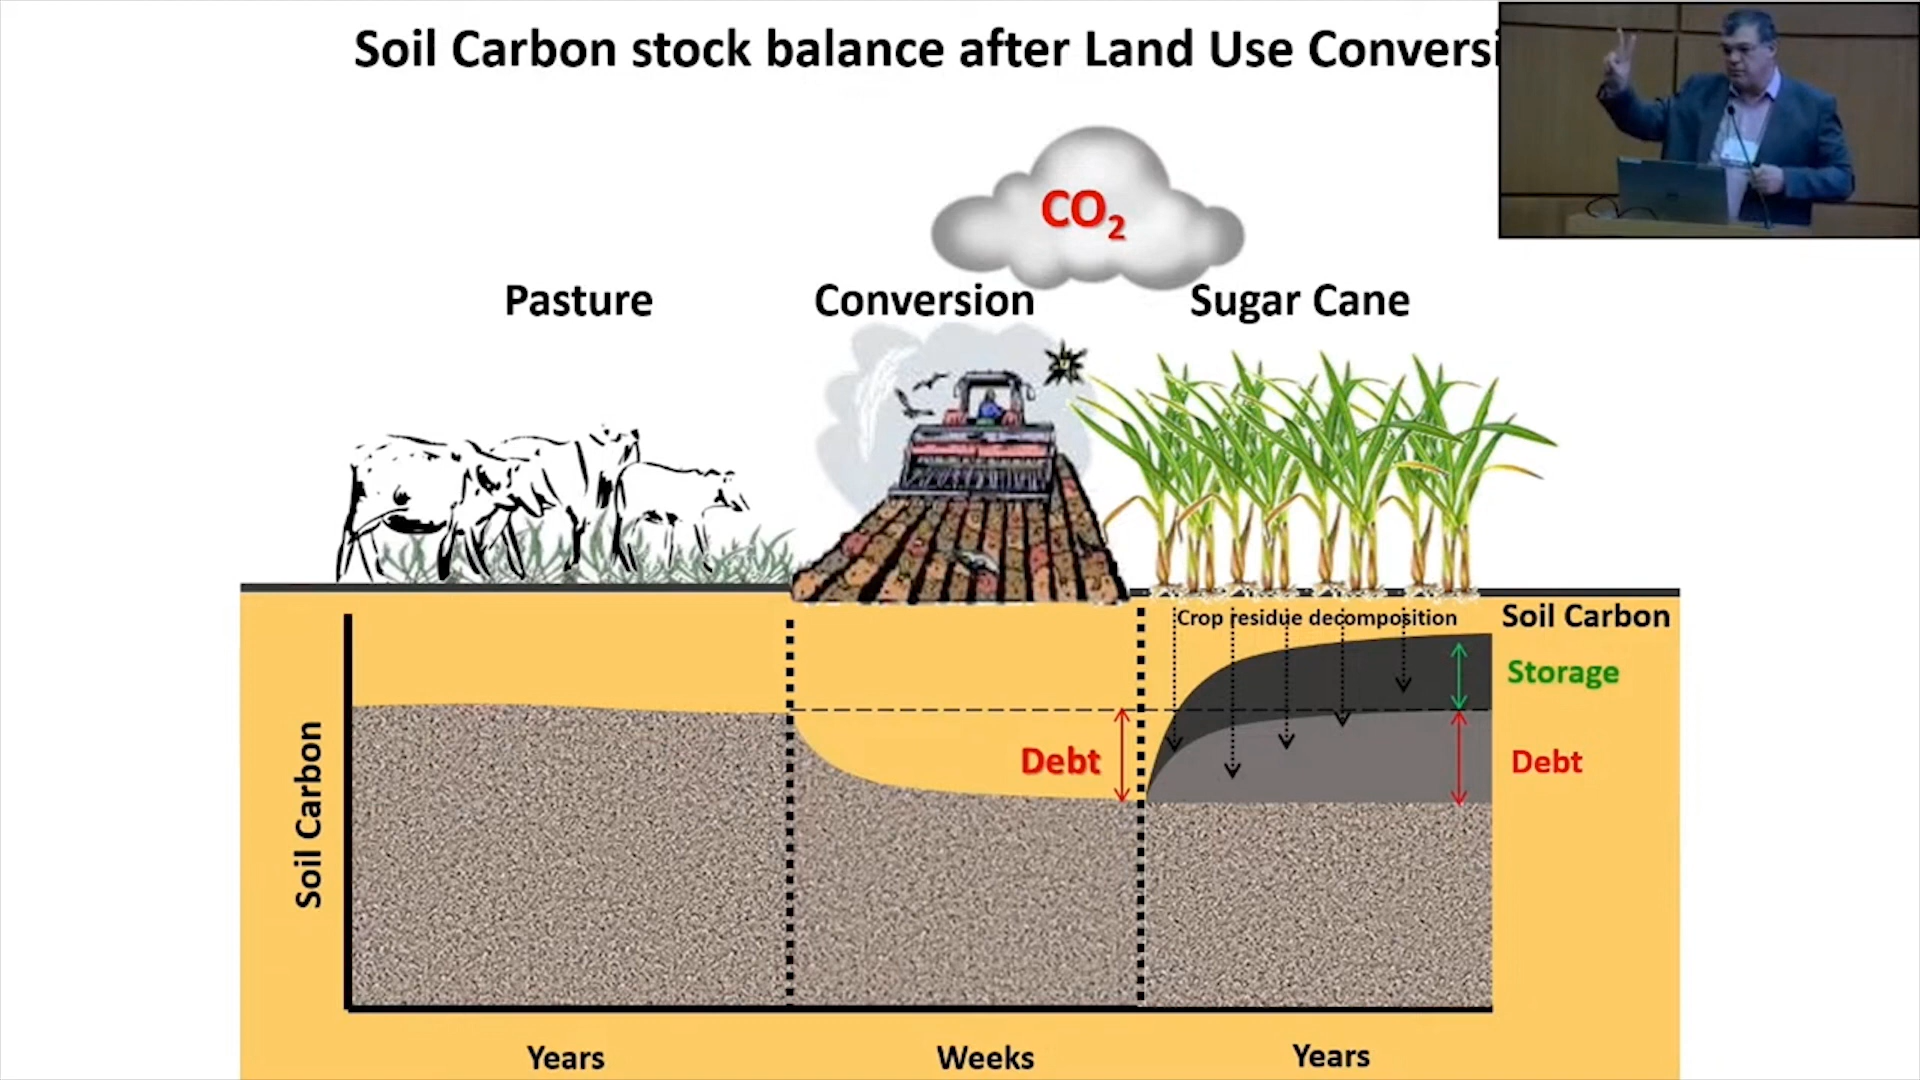 Soil Carbon stock balance after Land Use Conversi
CO₂
Pasture
Conversion
Sugar Cane
Crop residue decomposition
Soil Carbon
Storage
Debt
Debt
Soil Carbon
Years
Weeks
Years